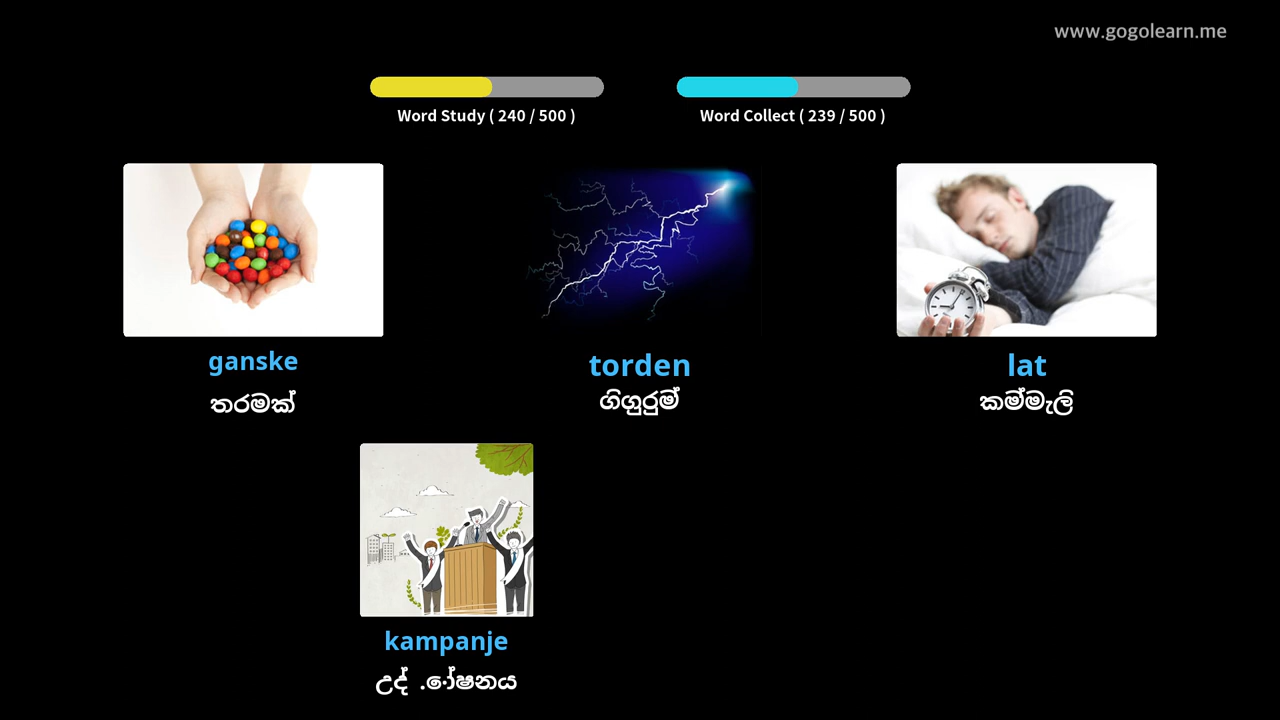 www.gogolearn.me
Word Study ( 240 / 500 )
Word Collect ( 239 / 500 )
ganske
තරමක්
torden
ගිගුරුම්
lat
කම්මැලි
kampanje
උද් .ෝෂනය